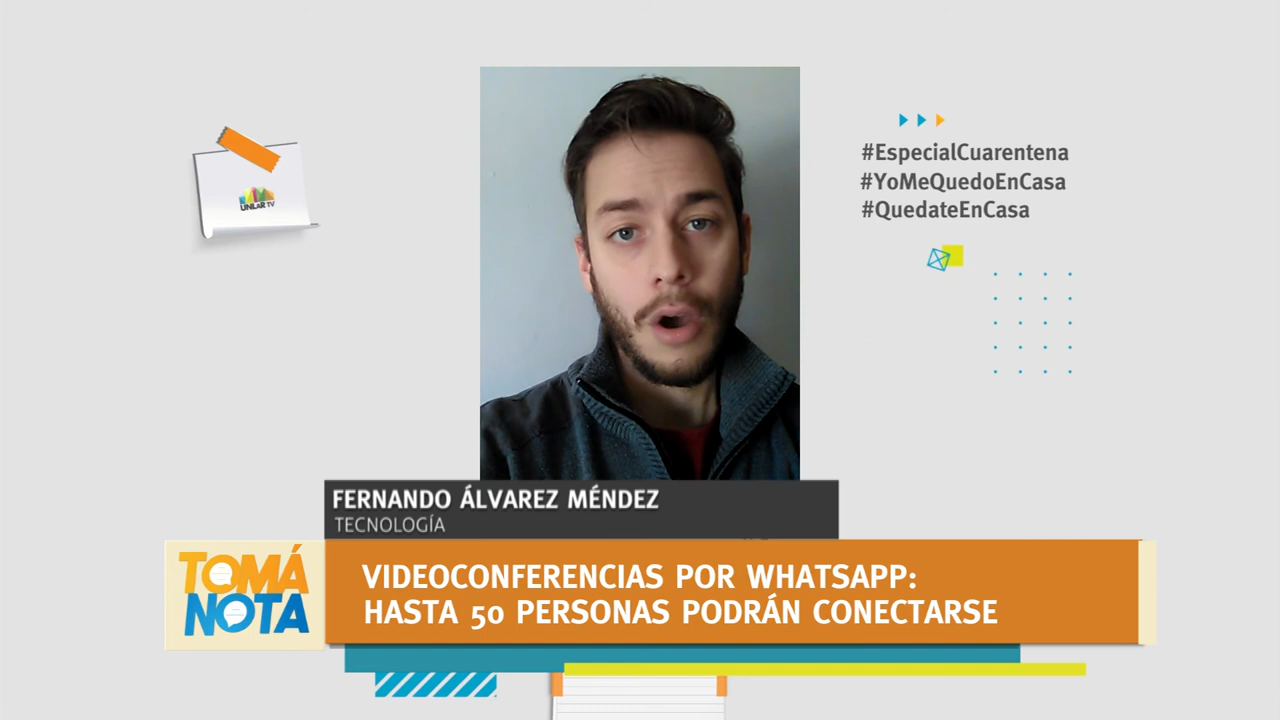 UNLAR TV
#EspecialCuarentena
#YoMeQuedoEnCasa
#QuedateEnCasa
FERNANDO ÁLVAREZ MÉNDEZ
TECNOLOGÍA
TOMÁ
NOTA
VIDEOCONFERENCIAS POR WHATSAPP:
HASTA 50 PERSONAS PODRÁN CONECTARSE